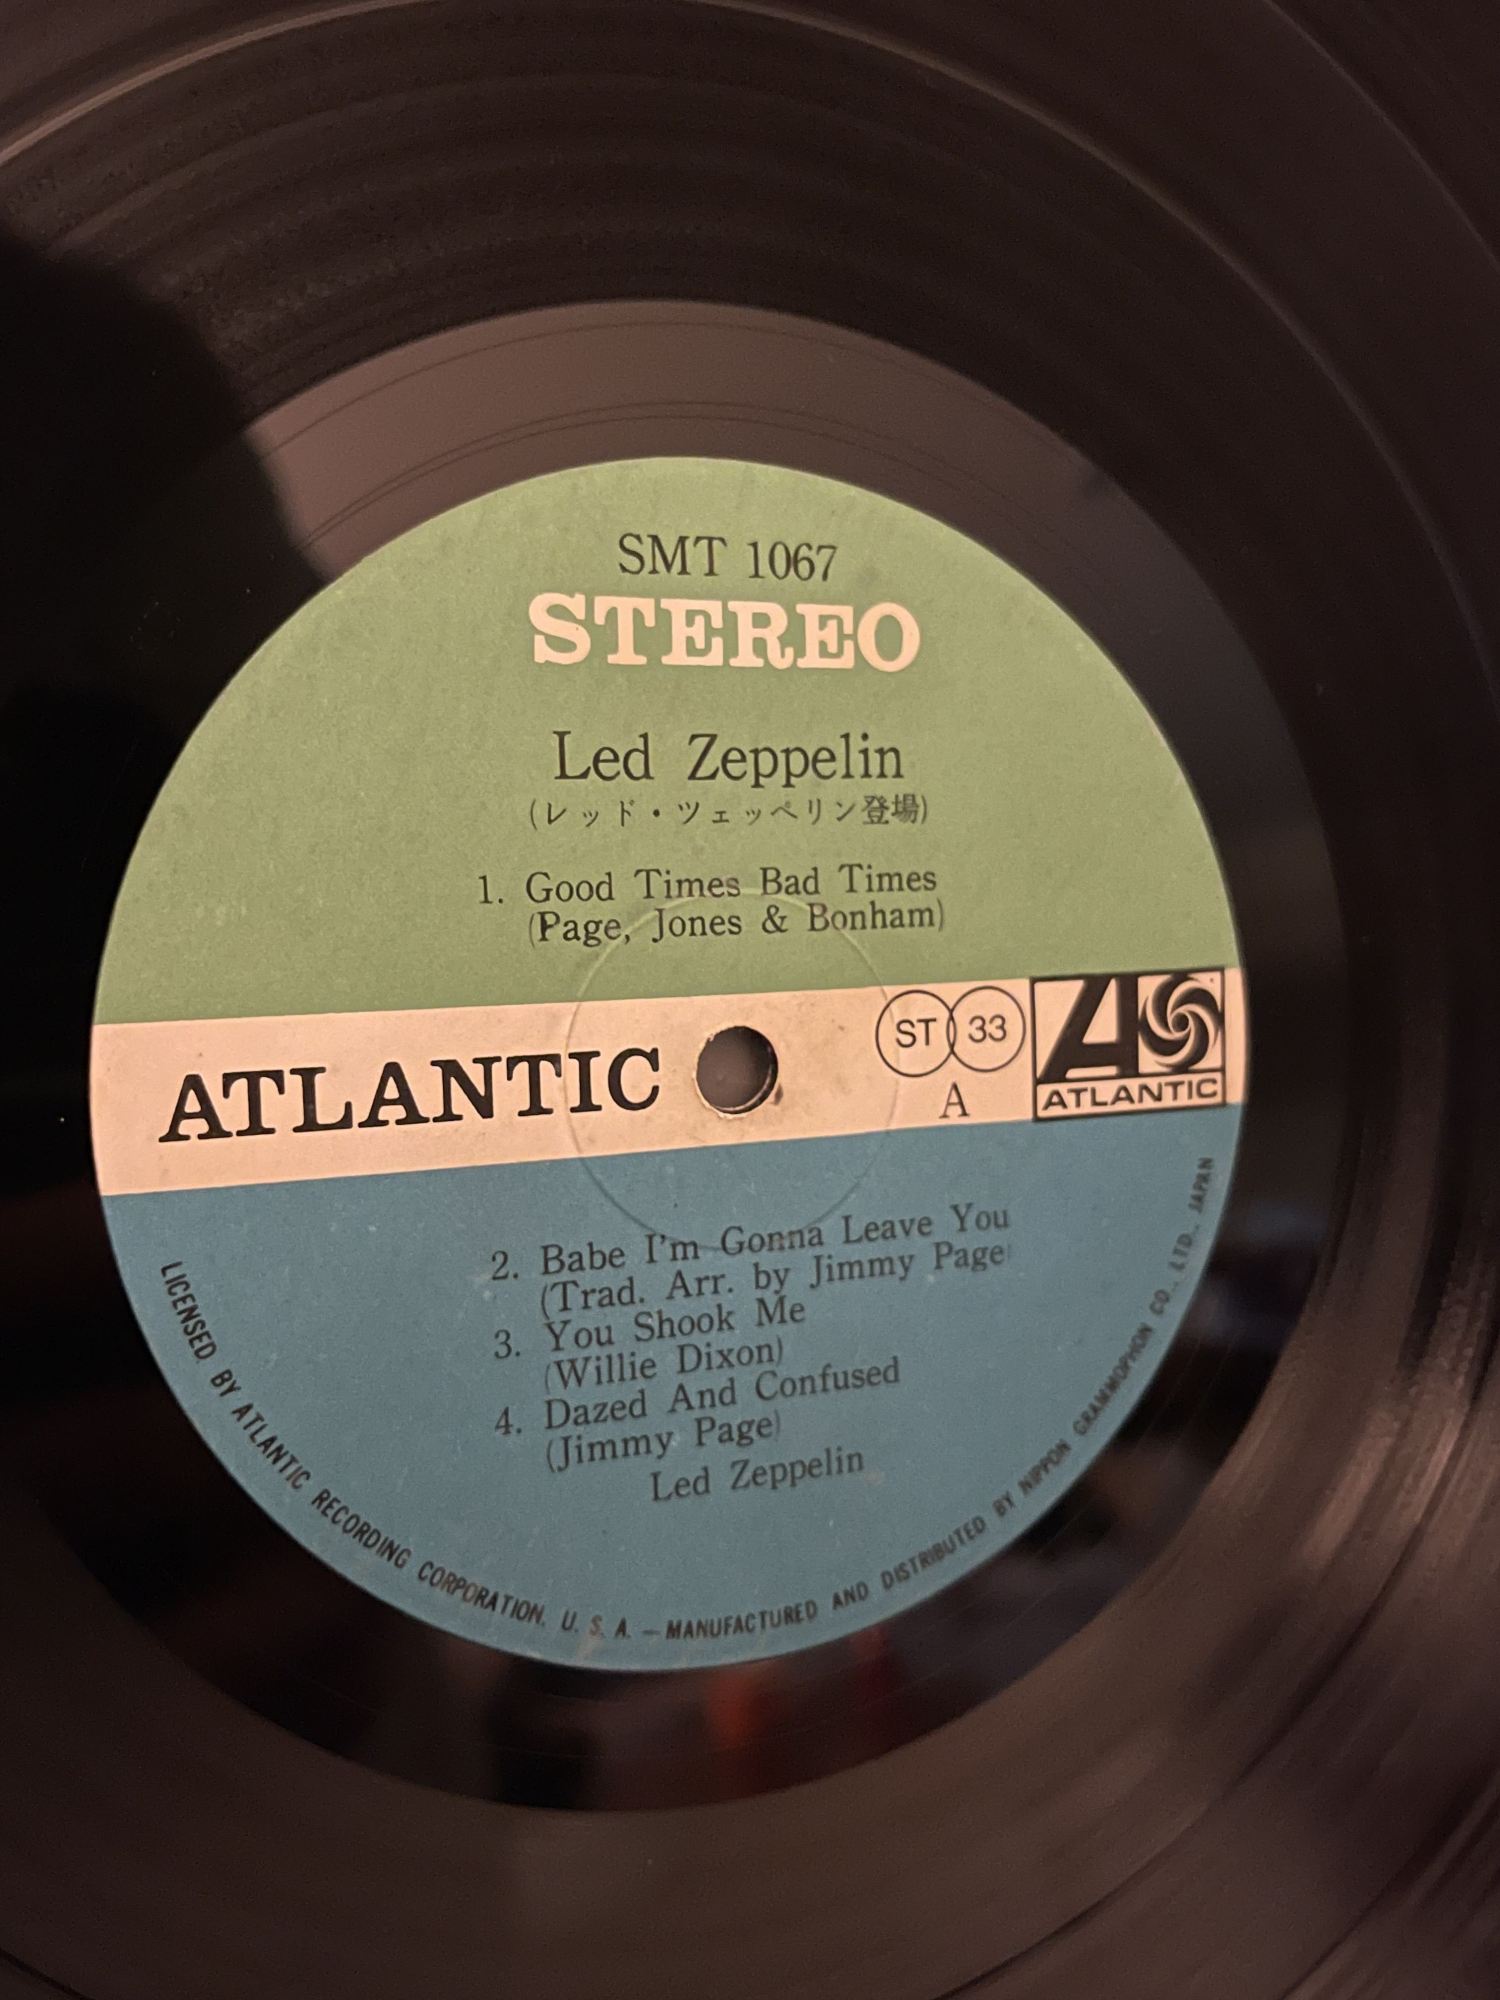 SMT 1067
STEREO
Led Zeppelin
(レッド・ツェッペリン登場)
1. Good Times Bad Times
(Page, Jones & Bonham)
ATLANTIC
ST 33
A
ATLANTIC
2. Babe I'm Gonna Leave You
(Trad. Arr. by Jimmy Page)
3. You Shook Me
(Willie Dixon)
4. Dazed And Confused
(Jimmy Page)
Led Zeppelin
LICENSED BY ATLANTIC RECORDING CORPORATION. U. S. A. — MANUFACTURED AND DISTRIBUTED BY NIPPON GRAMMOPHON CO., LTD., JAPAN